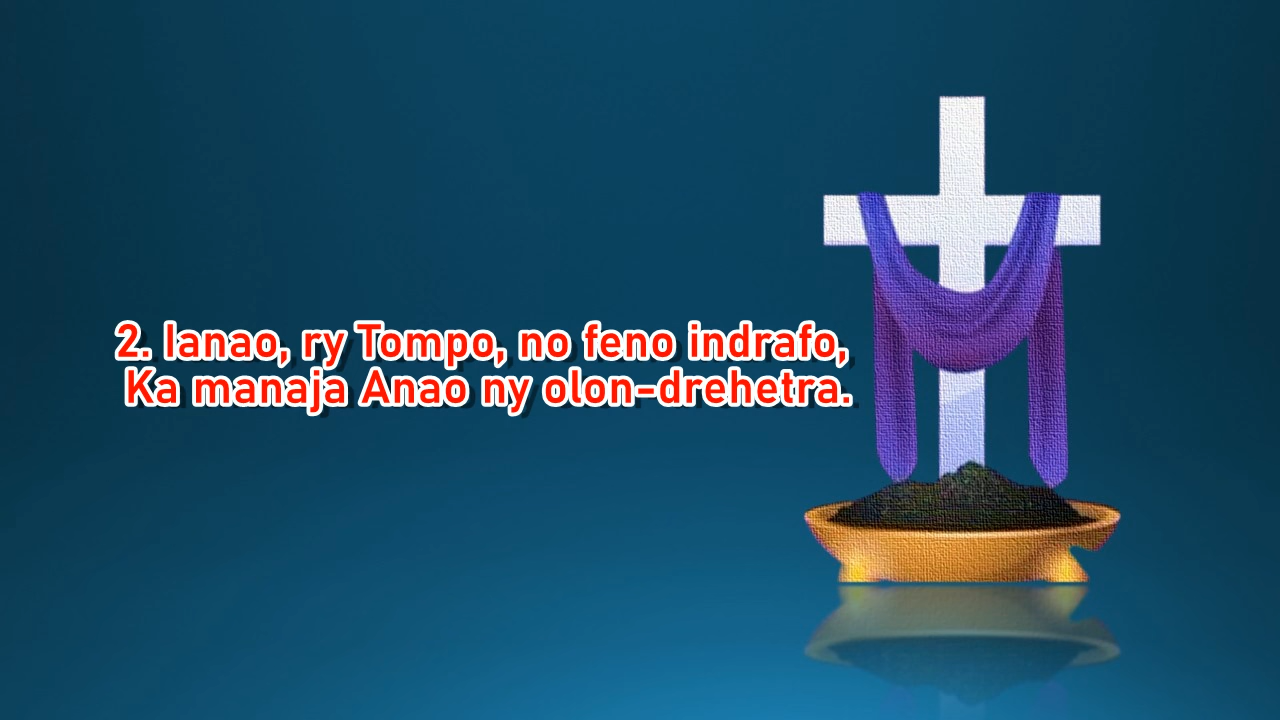 2. Ianao, ry Tompo, no feno indrafo,
Ka manaja Anao ny olon-drehetra.